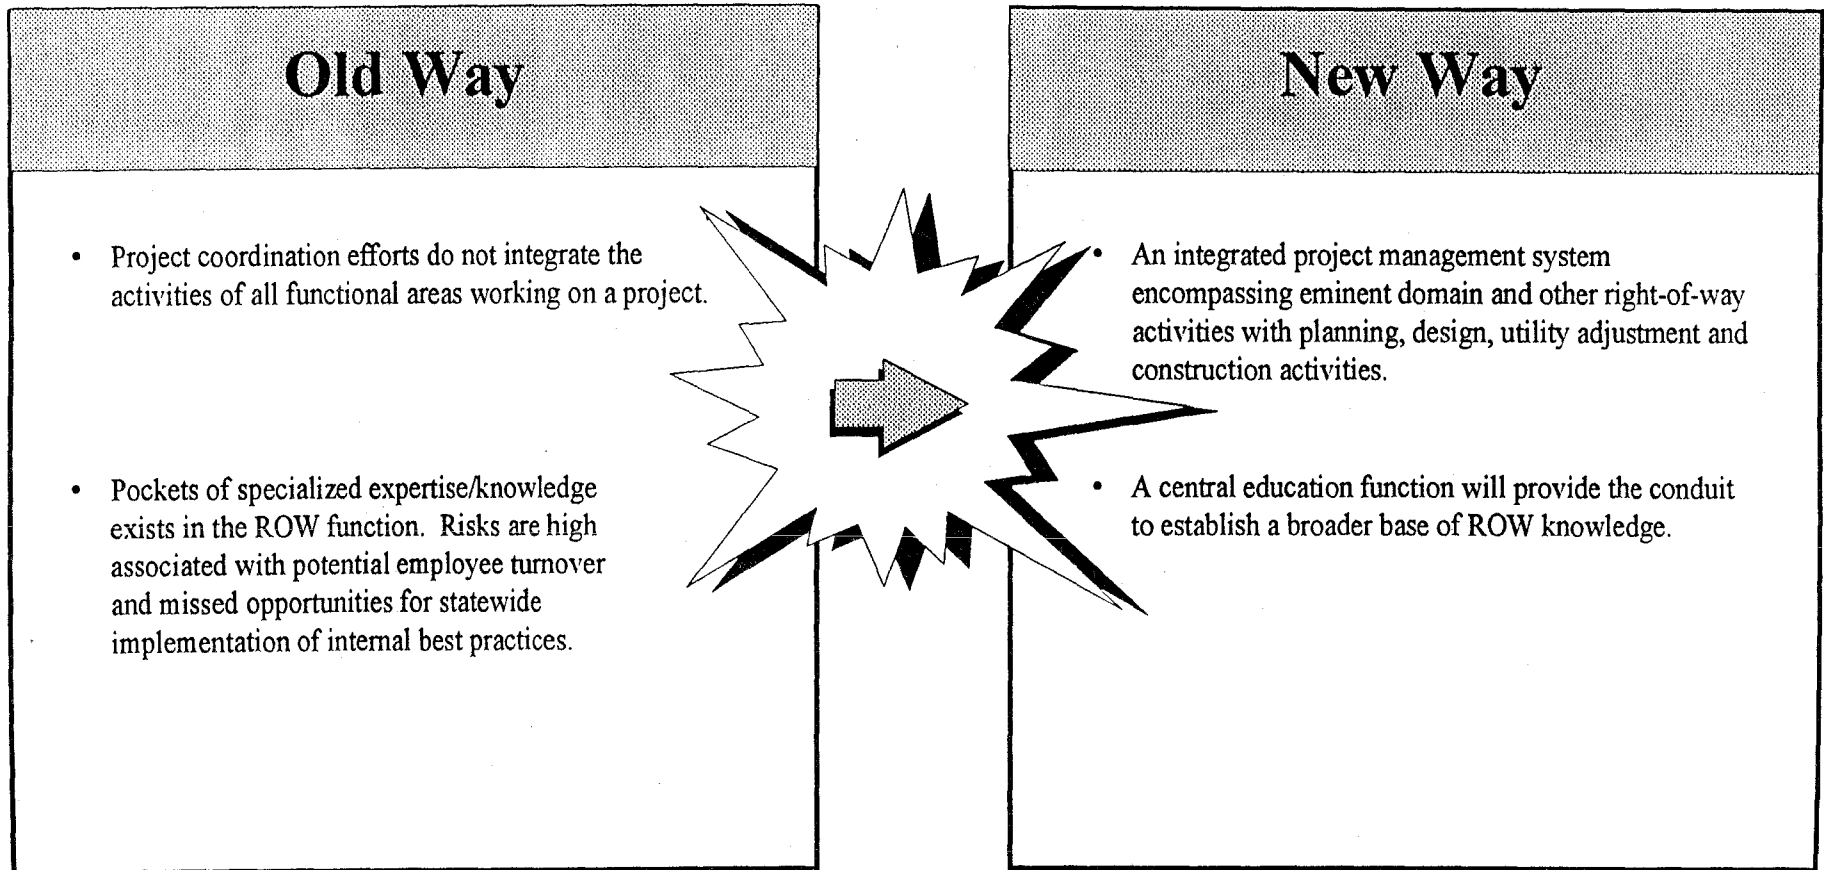 Old Way
• Project coordination efforts do not integrate the
activities of all functional areas working on a project.
• Pockets of specialized expertise/knowledge
exists in the ROW function. Risks are high
associated with potential employee turnover
and missed opportunities for statewide
implementation of internal best practices.
New Way
• An integrated project management system
encompassing eminent domain and other right-of-way
activities with planning, design, utility adjustment and
construction activities.
• A central education function will provide the conduit
to establish a broader base of ROW knowledge.